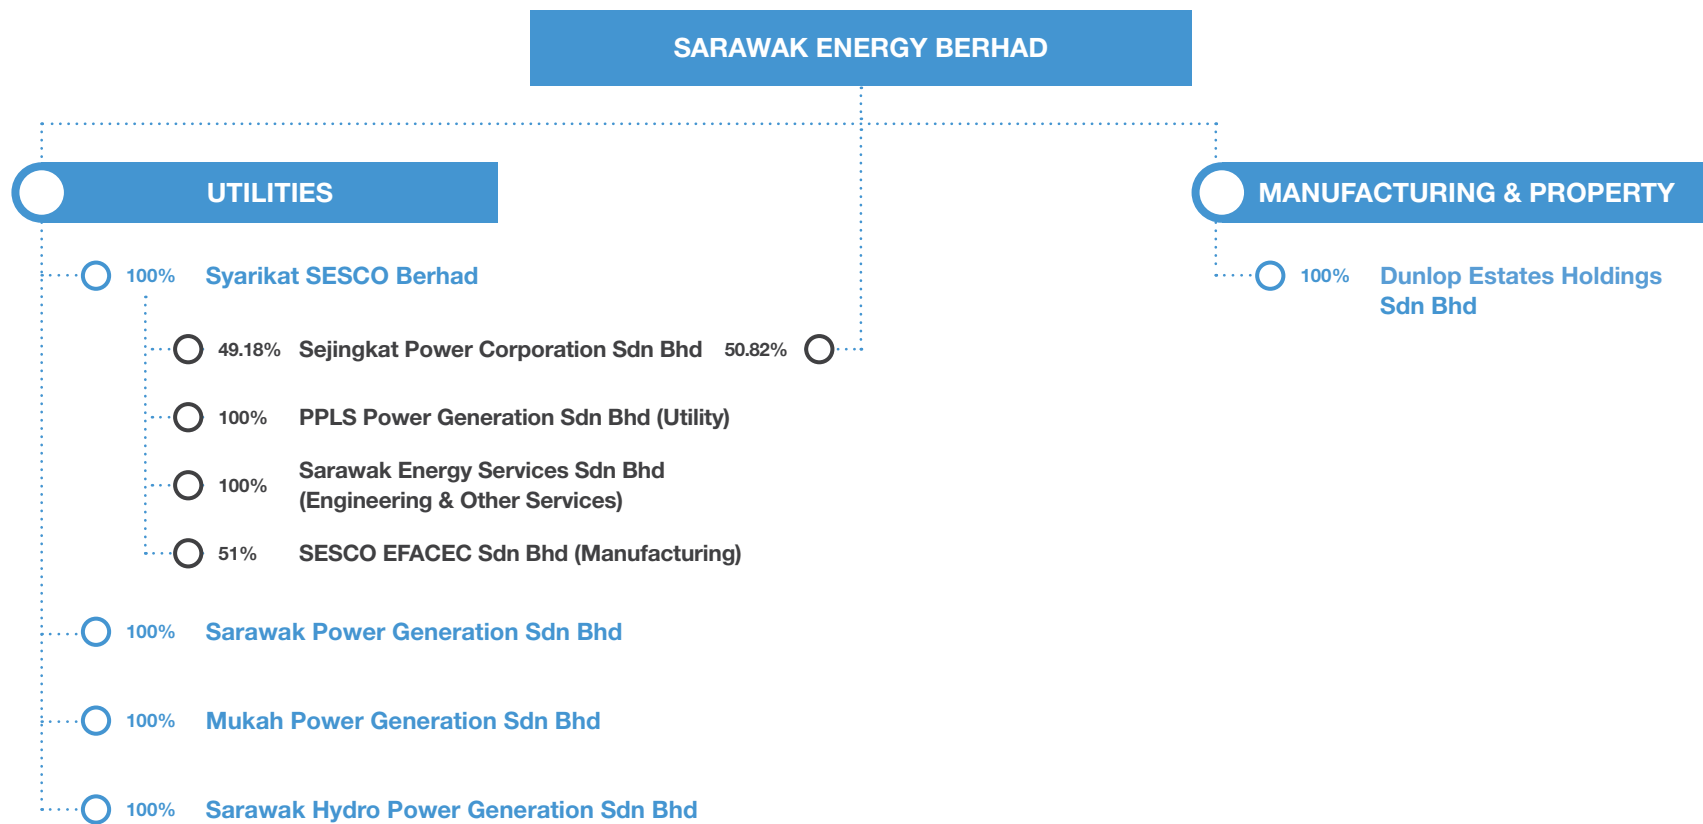 SARAWAK ENERGY BERHAD
UTILITIES
MANUFACTURING & PROPERTY
100% Syarikat SESCO Berhad
100% Dunlop Estates Holdings
Sdn Bhd
49.18% Sejingkat Power Corporation Sdn Bhd 50.82%
100% PPLS Power Generation Sdn Bhd (Utility)
100% Sarawak Energy Services Sdn Bhd
(Engineering & Other Services)
51% SESCO EFACEC Sdn Bhd (Manufacturing)
100% Sarawak Power Generation Sdn Bhd
100% Mukah Power Generation Sdn Bhd
100% Sarawak Hydro Power Generation Sdn Bhd